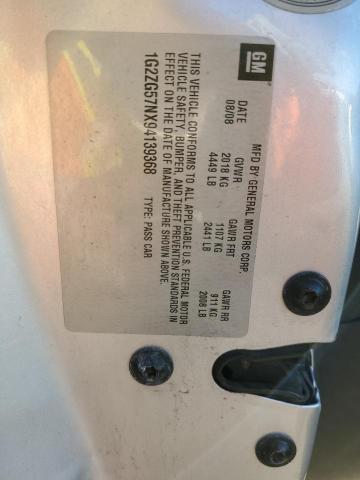 GM
MFD BY GENERAL MOTORS CORP.
DATE
08/08
GVWR
2018 KG
4449 LB
GAWR FRT
1107 KG
2441 LB
GAWR RR
911 KG
2008 LB
THIS VEHICLE CONFORMS TO ALL APPLICABLE U.S. FEDERAL MOTOR
VEHICLE SAFETY, BUMPER, AND THEFT PREVENTION STANDARDS IN
EFFECT ON THE DATE OF MANUFACTURE SHOWN ABOVE.
1G2ZG57NX94139368
TYPE: PASS CAR